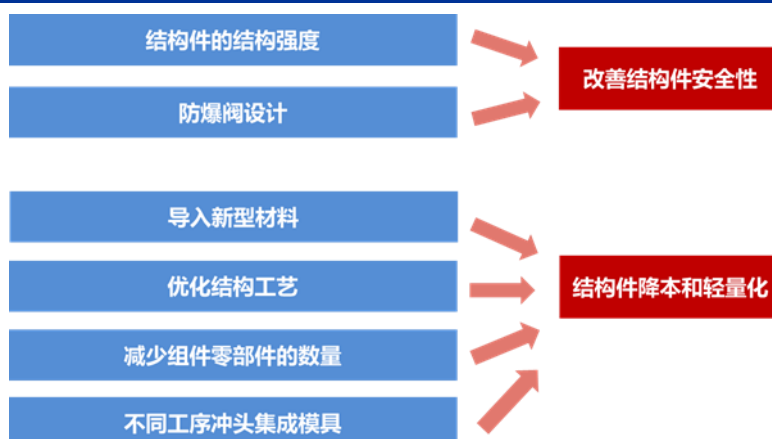 结构件的结构强度
防爆阀设计
改善结构件安全性
导入新型材料
优化结构工艺
减少组件零部件的数量
不同工序冲头集成模具
结构件降本和轻量化